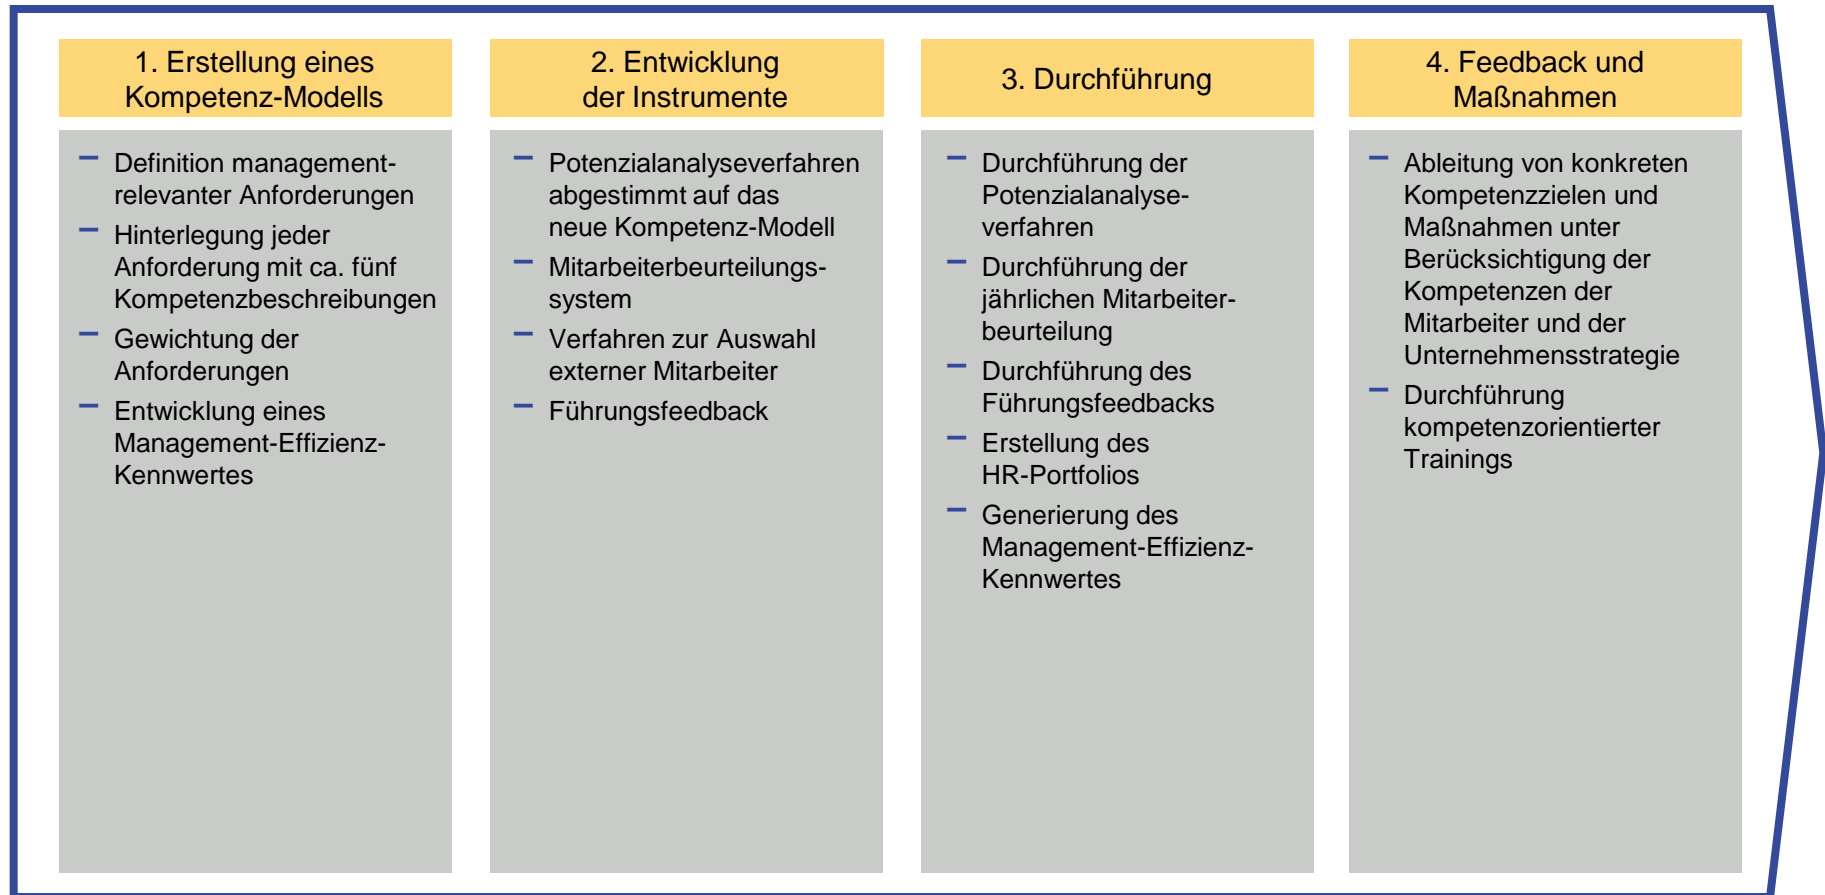 1. Erstellung eines
Kompetenz-Modells
– Definition management-
relevanter Anforderungen
– Hinterlegung jeder
Anforderung mit ca. fünf
Kompetenzbeschreibungen
– Gewichtung der
Anforderungen
– Entwicklung eines
Management-Effizienz-
Kennwertes
2. Entwicklung
der Instrumente
– Potenzialanalyseverfahren
abgestimmt auf das
neue Kompetenz-Modell
– Mitarbeiterbeurteilungs-
system
– Verfahren zur Auswahl
externer Mitarbeiter
– Führungsfeedback
3. Durchführung
– Durchführung der
Potenzialanalyse-
verfahren
– Durchführung der
jährlichen Mitarbeiter-
beurteilung
– Durchführung des
Führungsfeedbacks
– Erstellung des
HR-Portfolios
– Generierung des
Management-Effizienz-
Kennwertes
4. Feedback und
Maßnahmen
– Ableitung von konkreten
Kompetenzzielen und
Maßnahmen unter
Berücksichtigung der
Kompetenzen der
Mitarbeiter und der
Unternehmensstrategie
– Durchführung
kompetenzorientierter
Trainings